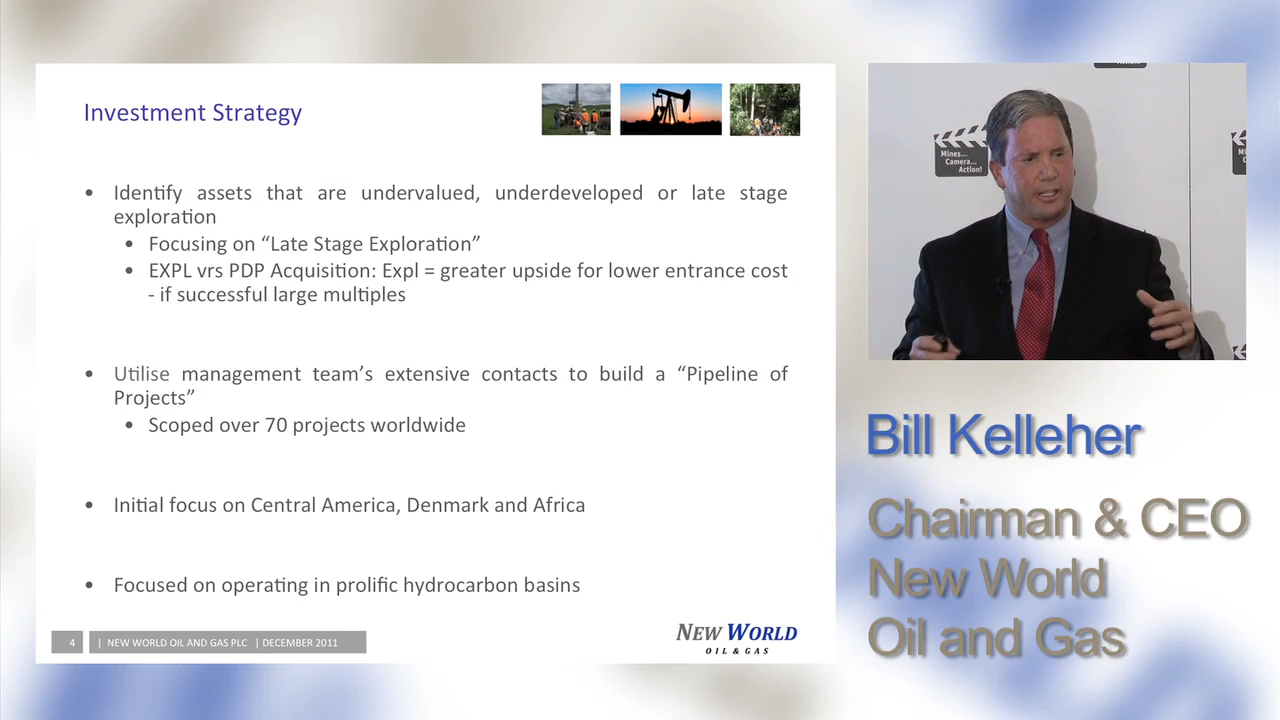 Investment Strategy
• Identify assets that are undervalued, underdeveloped or late stage
exploration
• Focusing on “Late Stage Exploration”
• EXPL vrs PDP Acquisition: Expl = greater upside for lower entrance cost
- if successful large multiples
• Utilise management team’s extensive contacts to build a “Pipeline of
Projects”
• Scoped over 70 projects worldwide
• Initial focus on Central America, Denmark and Africa
• Focused on operating in prolific hydrocarbon basins
4 | NEW WORLD OIL AND GAS PLC | DECEMBER 2011
NEW WORLD
OIL & GAS
Mines...
Camera...
Action!
Bill Kelleher
Chairman & CEO
New World
Oil and Gas